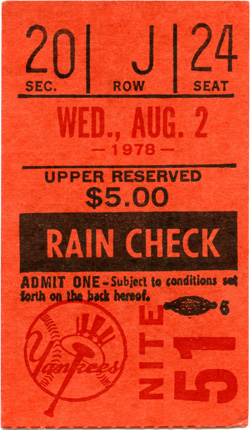 20 J 24
SEC. ROW SEAT
WED., AUG. 2
-1978-
UPPER RESERVED
$5.00
RAIN CHECK
ADMIT ONE-Subject to conditions set
forth on the back hereof.
6
Yankees
NITE
51